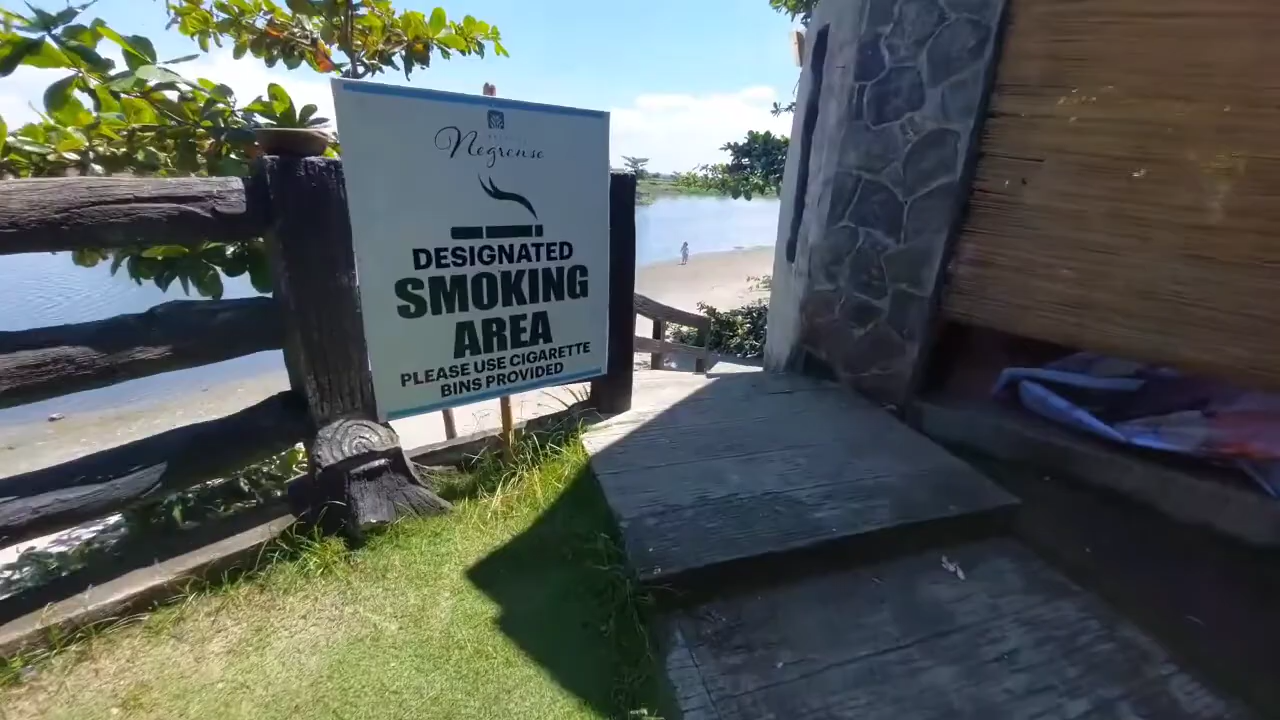 Negrense
DESIGNATED
SMOKING
AREA
PLEASE USE CIGARETTE
BINS PROVIDED